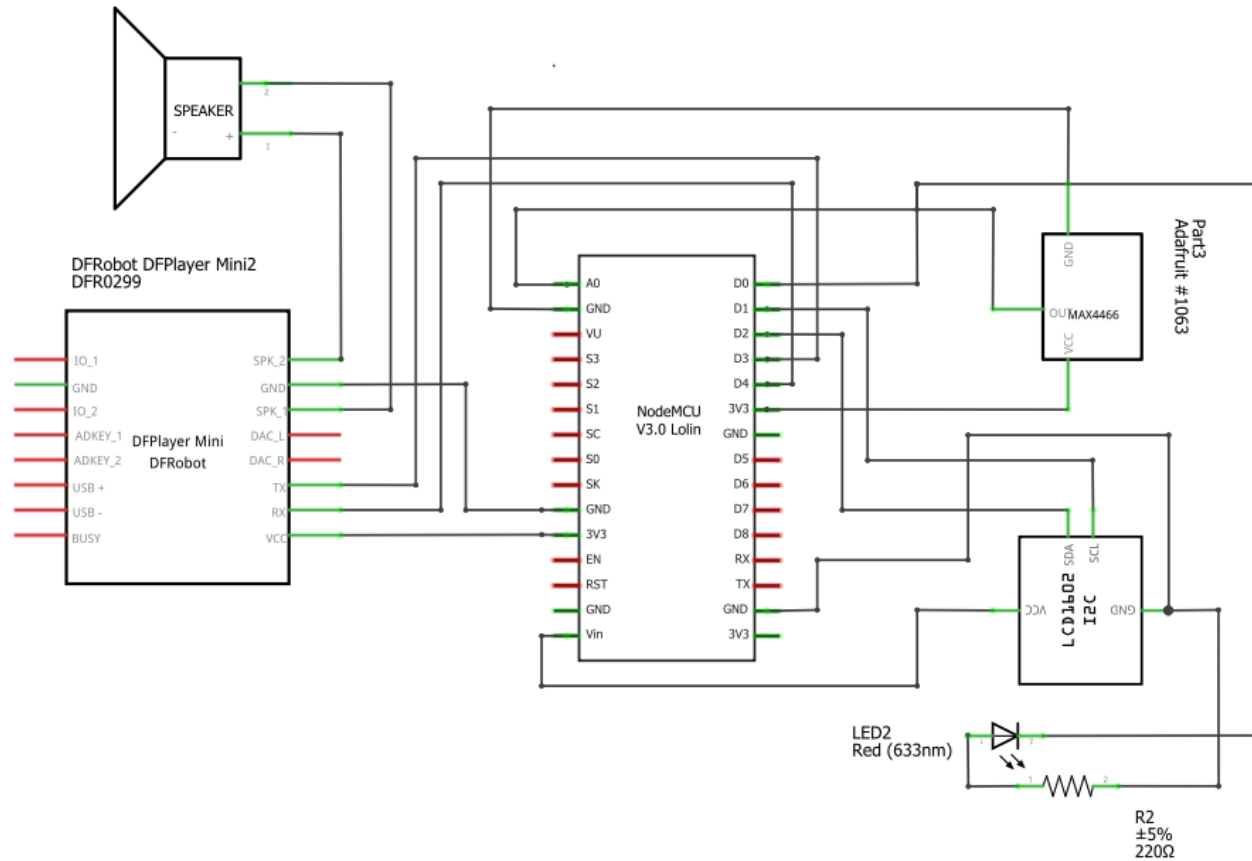 SPEAKER
-
+
2
1
DFRobot DFPlayer Mini2
DFR0299
IO_1
GND
IO_2
ADKEY_1
ADKEY_2
USB +
USB -
BUSY
DFPlayer Mini
DFRobot
SPK_2
GND
SPK_1
DAC_L
DAC_R
TX
RX
VCC
A0
GND
VU
S3
S2
S1
SC
S0
SK
GND
3V3
EN
RST
GND
Vin
NodeMCU
V3.0 Lolin
D0
D1
D2
D3
D4
3V3
GND
D5
D6
D7
D8
RX
TX
GND
3V3
Part3
Adafruit #1063
GND
OUT
MAX4466
VCC
SDA
SCL
VCC
GND
LCD1602
I2C
LED2
Red (633nm)
1
2
1
2
R2
±5%
220Ω